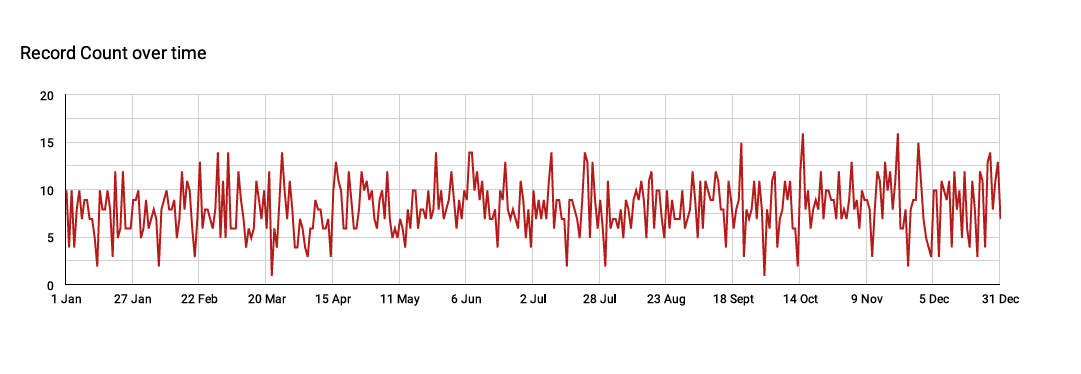 Record Count over time
20
15
10
5
0
1 Jan 27 Jan 22 Feb 20 Mar 15 Apr 11 May 6 Jun 2 Jul 28 Jul 23 Aug 18 Sept 14 Oct 9 Nov 5 Dec 31 Dec